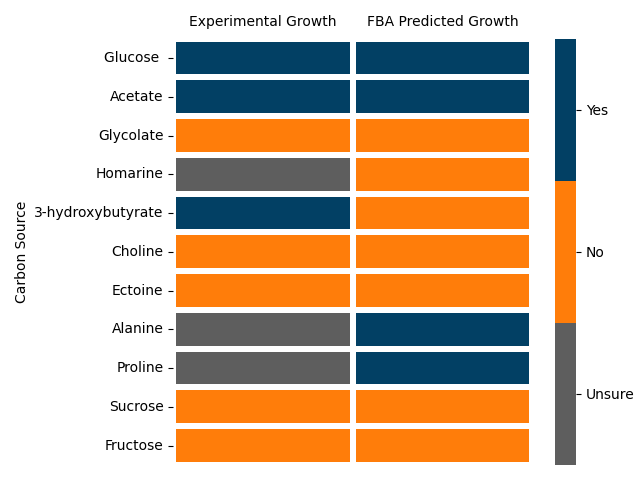 Experimental Growth FBA Predicted Growth
Glucose
Acetate
Glycolate
Homarine
3-hydroxybutyrate
Choline
Ectoine
Alanine
Proline
Sucrose
Fructose
Carbon Source
Yes
No
Unsure